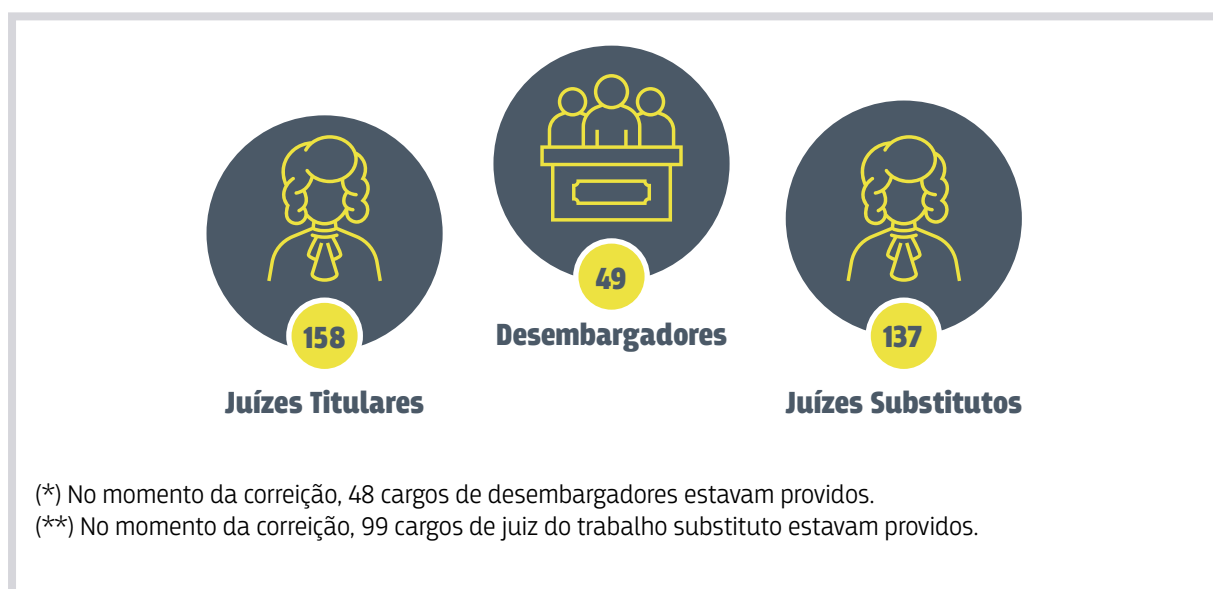 158
Juízes Titulares
49
Desembargadores
137
Juízes Substitutos
(*) No momento da correição, 48 cargos de desembargadores estavam providos.
(**) No momento da correição, 99 cargos de juiz do trabalho substituto estavam providos.